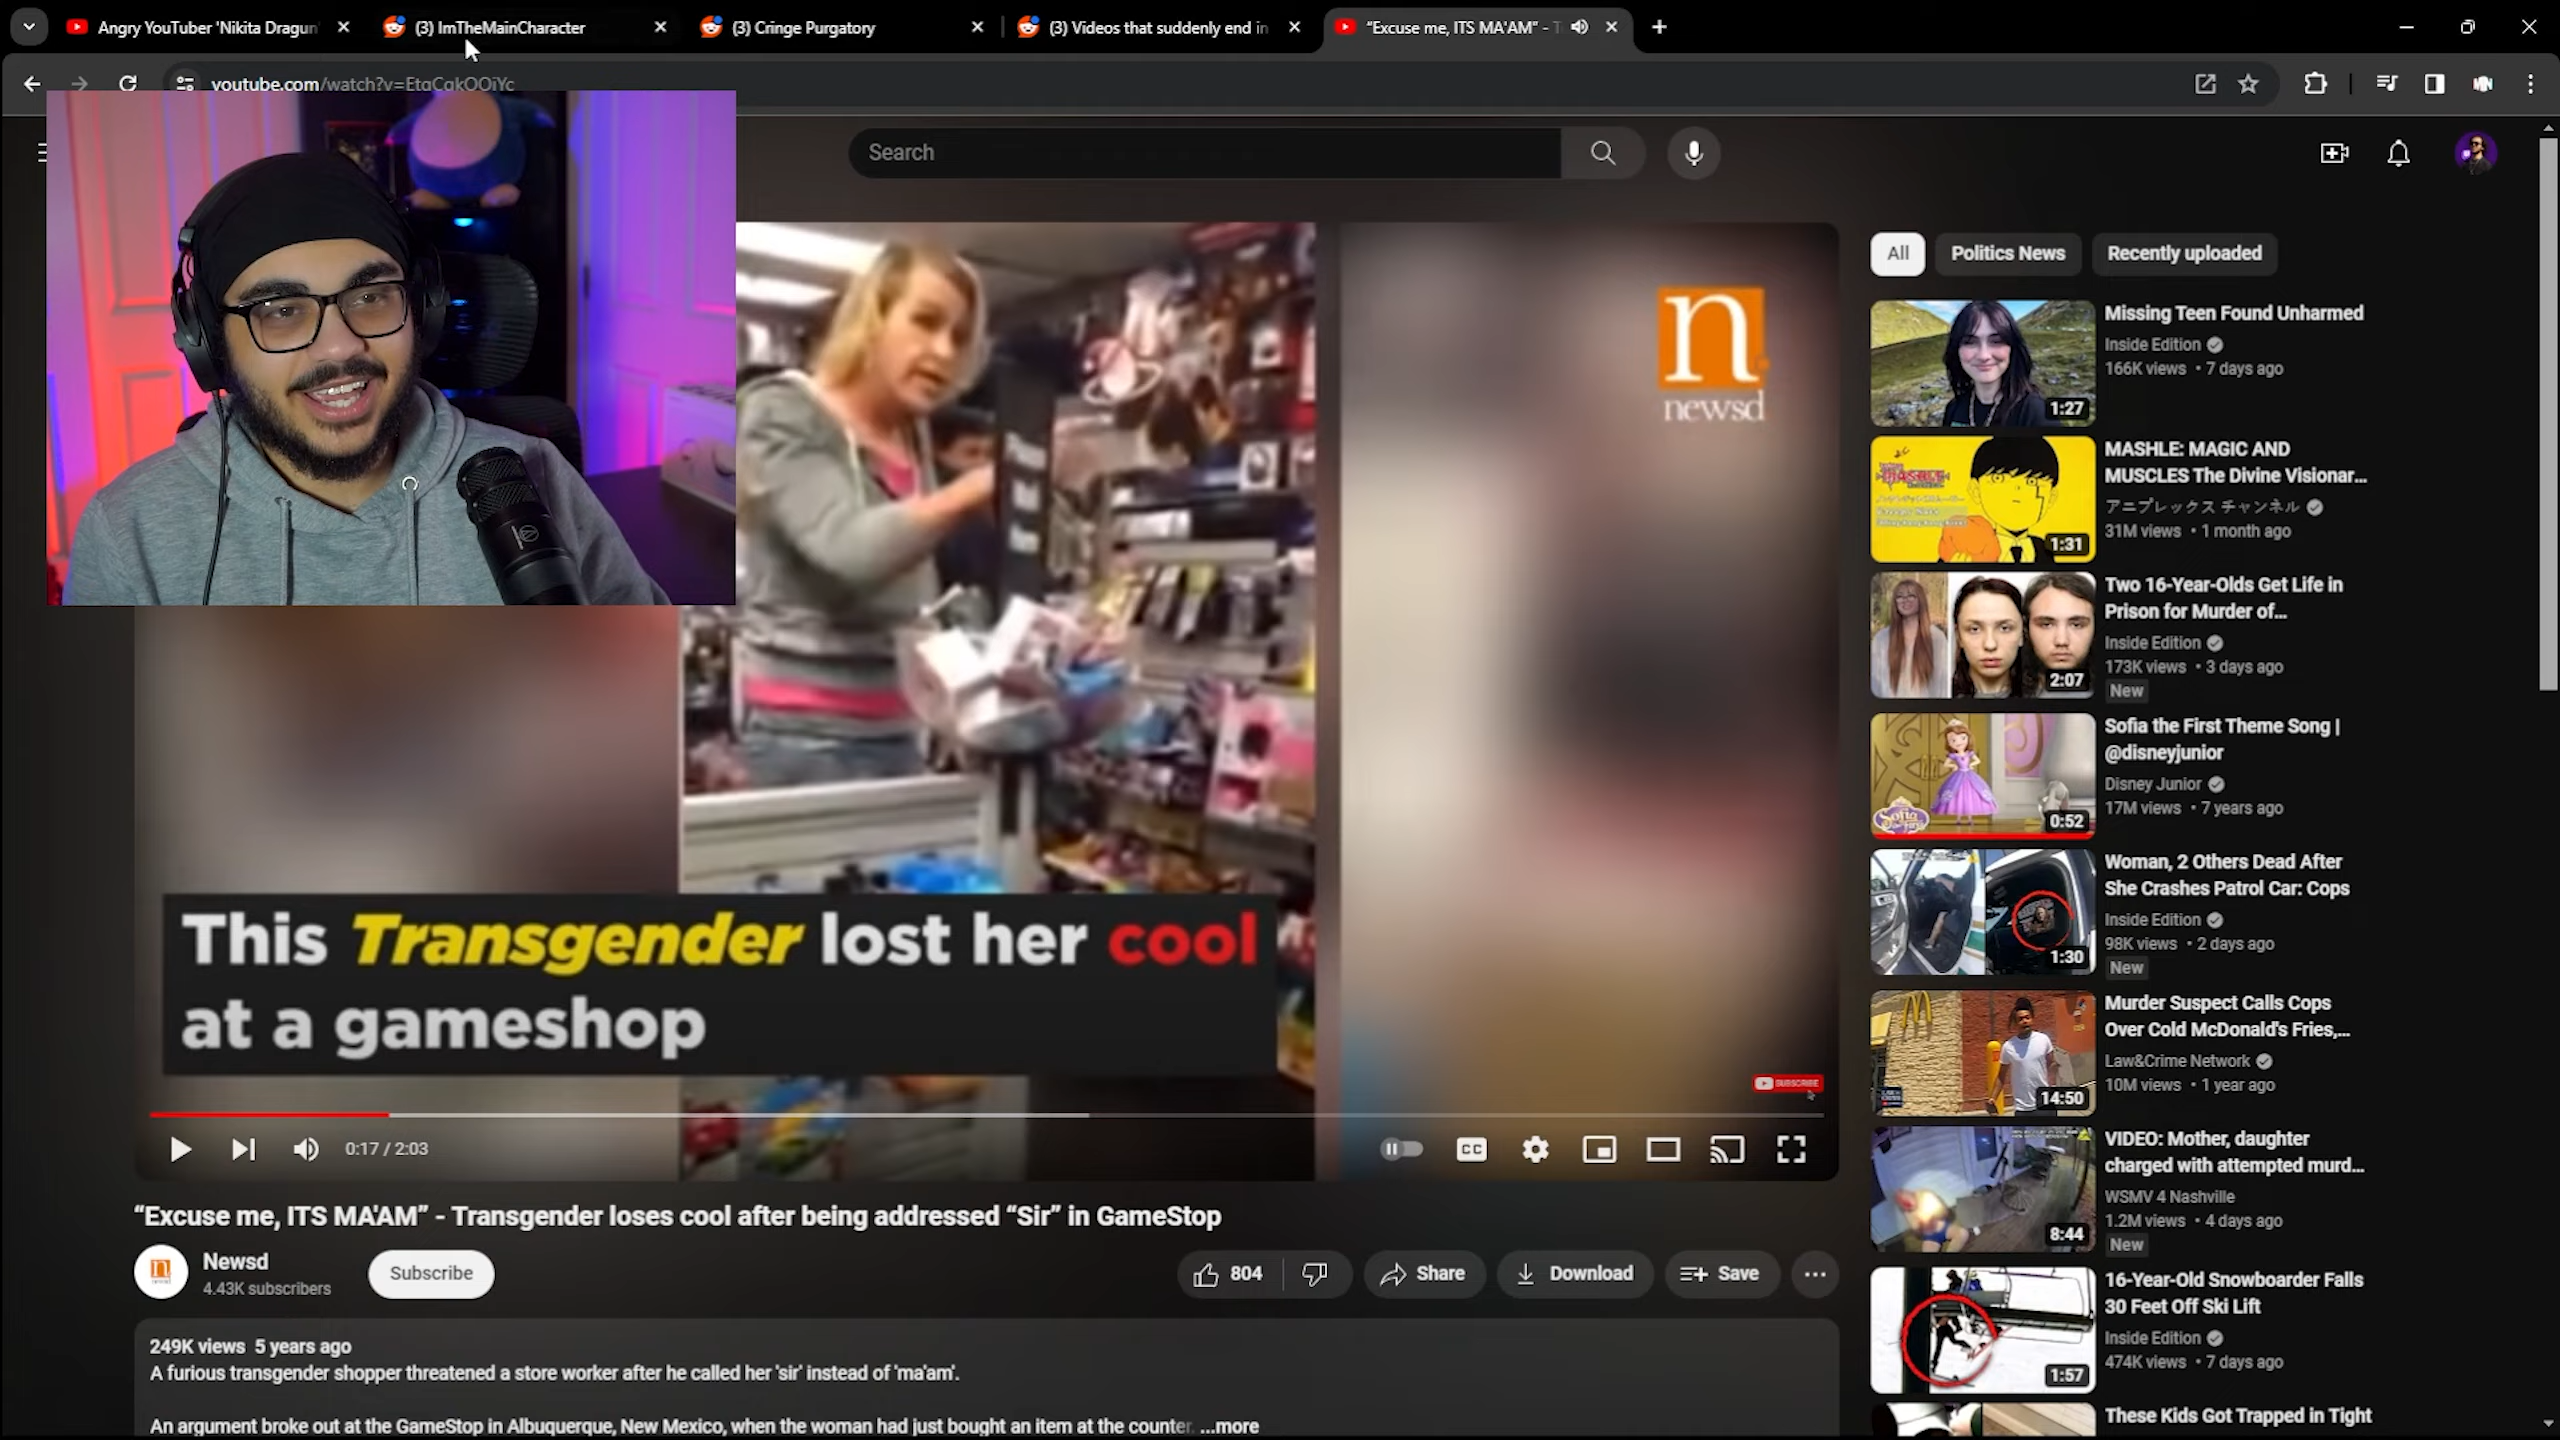 Angry YouTuber 'Nikita Dragun'
(3) ImTheMainCharacter
(3) Cringe Purgatory
(3) Videos that suddenly end in
“Excuse me, ITS MA'AM” - T
youtube.com/watch?v=EtqCgkQOjYc
Search
n
newsd
This Transgender lost her cool
at a gameshop
SUBSCRIBE
0:17 / 2:03
CC
“Excuse me, ITS MA'AM” - Transgender loses cool after being addressed “Sir” in GameStop
n
Newsd
4.43K subscribers
Subscribe
804
Share
Download
Save
249K views 5 years ago
A furious transgender shopper threatened a store worker after he called her 'sir' instead of 'ma'am'.
An argument broke out at the GameStop in Albuquerque, New Mexico, when the woman had just bought an item at the counter. ...more
All
Politics News
Recently uploaded
1:27
Missing Teen Found Unharmed
Inside Edition
166K views • 7 days ago
1:31
MASHLE: MAGIC AND
MUSCLES The Divine Visionar...
アニプレックス チャンネル
31M views • 1 month ago
2:07
Two 16-Year-Olds Get Life in
Prison for Murder of...
Inside Edition
173K views • 3 days ago
New
Sofia
the First
0:52
Sofia the First Theme Song |
@disneyjunior
Disney Junior
17M views • 7 years ago
1:30
Woman, 2 Others Dead After
She Crashes Patrol Car: Cops
Inside Edition
98K views • 2 days ago
New
14:50
Murder Suspect Calls Cops
Over Cold McDonald's Fries,...
Law&Crime Network
10M views • 1 year ago
8:44
VIDEO: Mother, daughter
charged with attempted murd...
WSMV 4 Nashville
1.2M views • 4 days ago
New
1:57
16-Year-Old Snowboarder Falls
30 Feet Off Ski Lift
Inside Edition
474K views • 7 days ago
These Kids Got Trapped in Tight